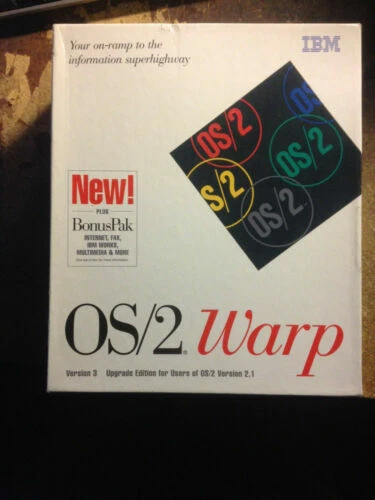 Your on-ramp to the
information superhighway
IBM
OS/2
OS/2
OS/2
S/2
OS/2
New!
PLUS
BonusPak
INTERNET, FAX,
IBM WORKS,
MULTIMEDIA & MORE
OS/2® Warp
Version 3 Upgrade Edition for Users of OS/2 Version 2.1